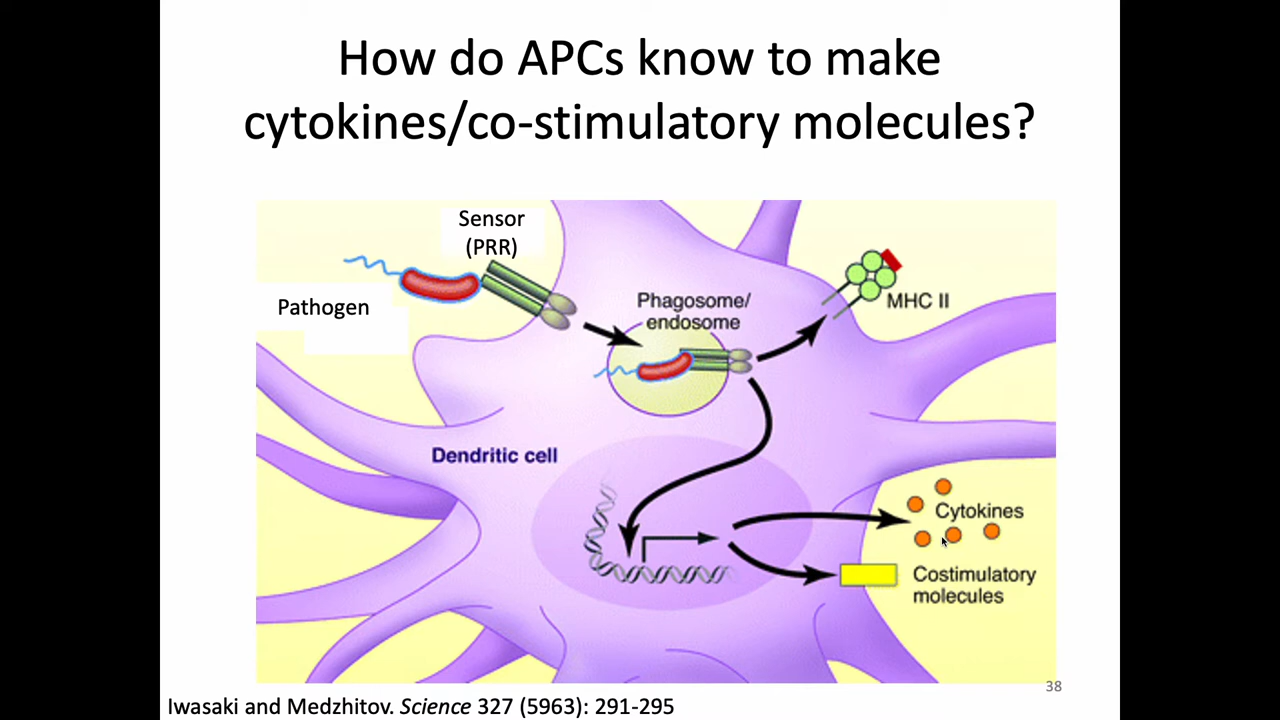 How do APCs know to make
cytokines/co-stimulatory molecules?
Sensor
(PRR)
Pathogen
Phagosome/
endosome
MHC II
Dendritic cell
Cytokines
Costimulatory
molecules
38
Iwasaki and Medzhitov. Science 327 (5963): 291-295